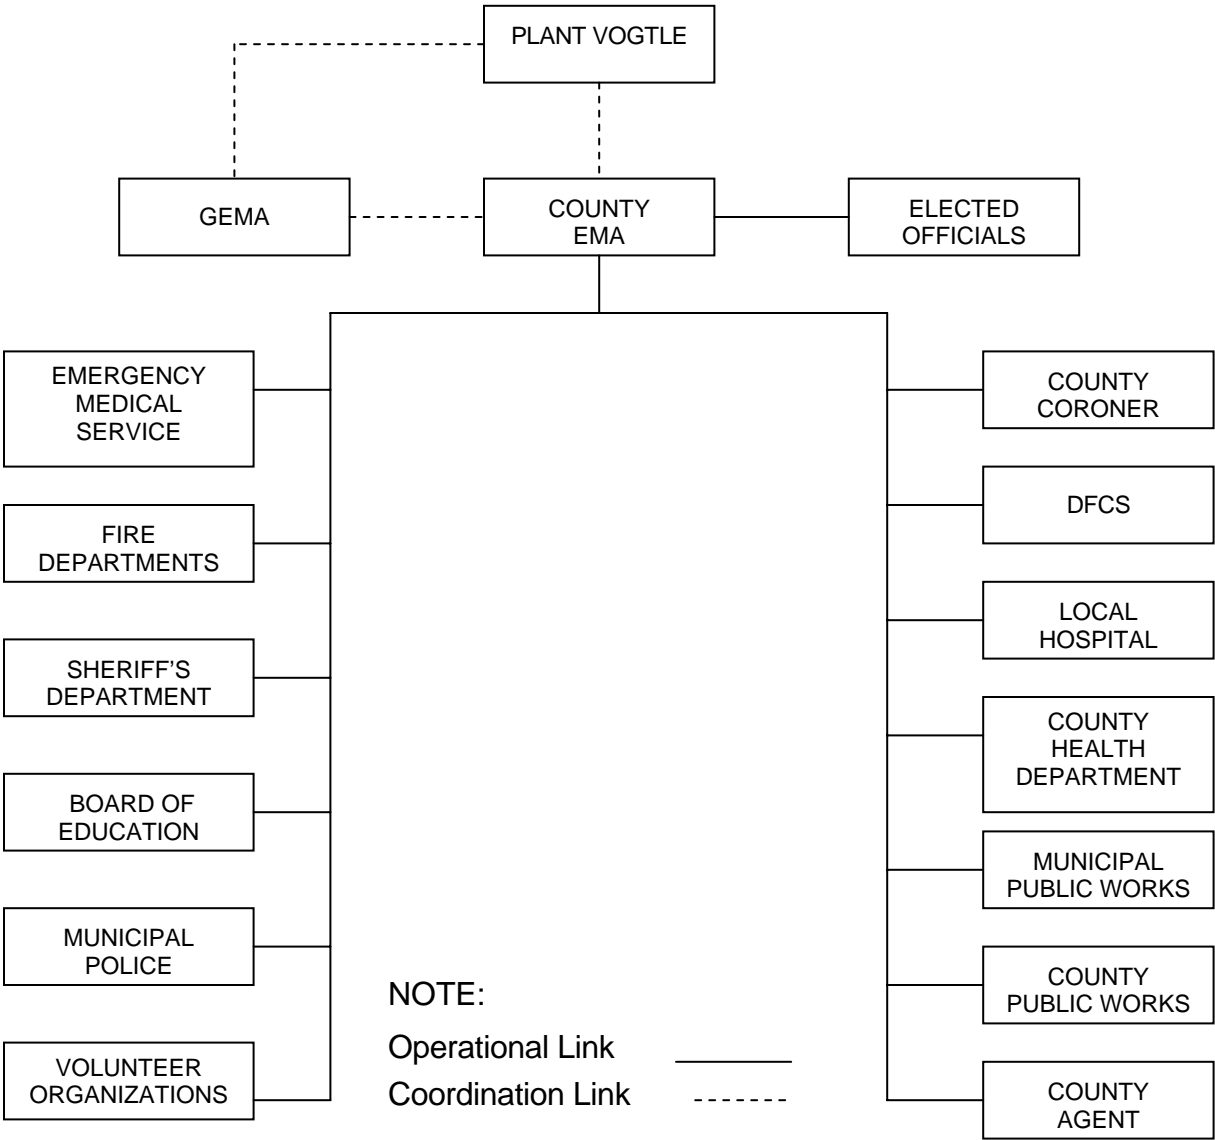 PLANT VOGTLE
GEMA
COUNTY
EMA
ELECTED
OFFICIALS
EMERGENCY
MEDICAL
SERVICE
FIRE
DEPARTMENTS
SHERIFF’S
DEPARTMENT
BOARD OF
EDUCATION
MUNICIPAL
POLICE
VOLUNTEER
ORGANIZATIONS
COUNTY
CORONER
DFCS
LOCAL
HOSPITAL
COUNTY
HEALTH
DEPARTMENT
MUNICIPAL
PUBLIC WORKS
COUNTY
PUBLIC WORKS
COUNTY
AGENT
NOTE:
Operational Link
Coordination Link